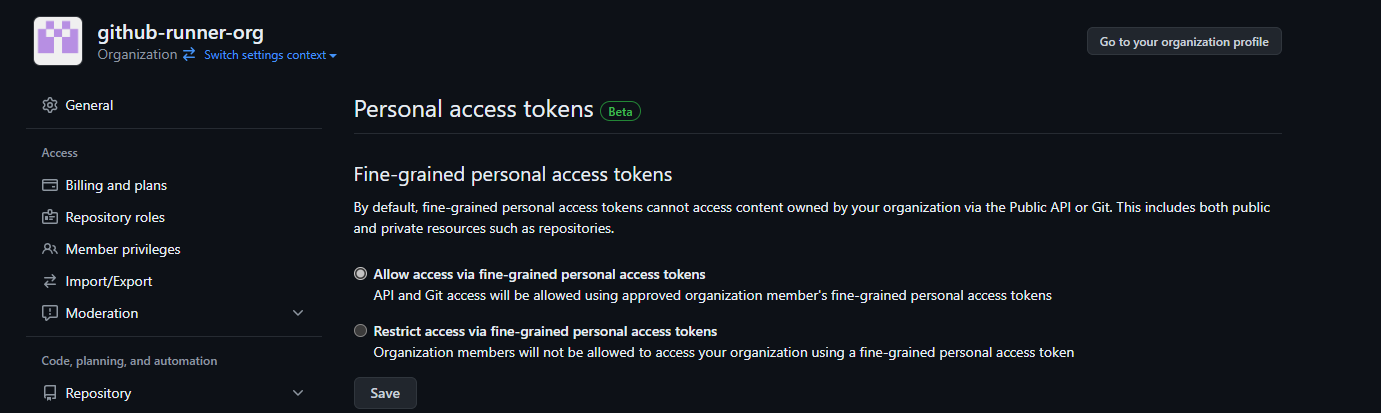 github-runner-org
Organization Switch settings context
Go to your organization profile
General
Access
Billing and plans
Repository roles
Member privileges
Import/Export
Moderation
Code, planning, and automation
Repository
Personal access tokens Beta
Fine-grained personal access tokens
By default, fine-grained personal access tokens cannot access content owned by your organization via the Public API or Git. This includes both public
and private resources such as repositories.
Allow access via fine-grained personal access tokens
API and Git access will be allowed using approved organization member's fine-grained personal access tokens
Restrict access via fine-grained personal access tokens
Organization members will not be allowed to access your organization using a fine-grained personal access token
Save